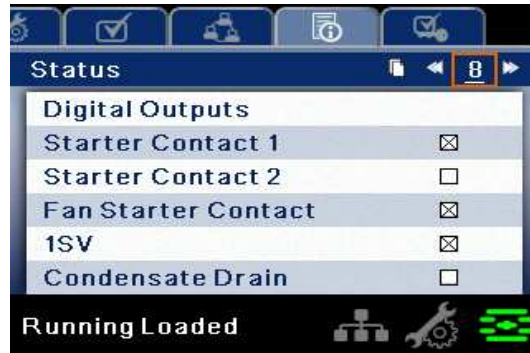 Status 8
Digital Outputs
Starter Contact 1
Starter Contact 2
Fan Starter Contact
1SV
Condensate Drain
Running Loaded